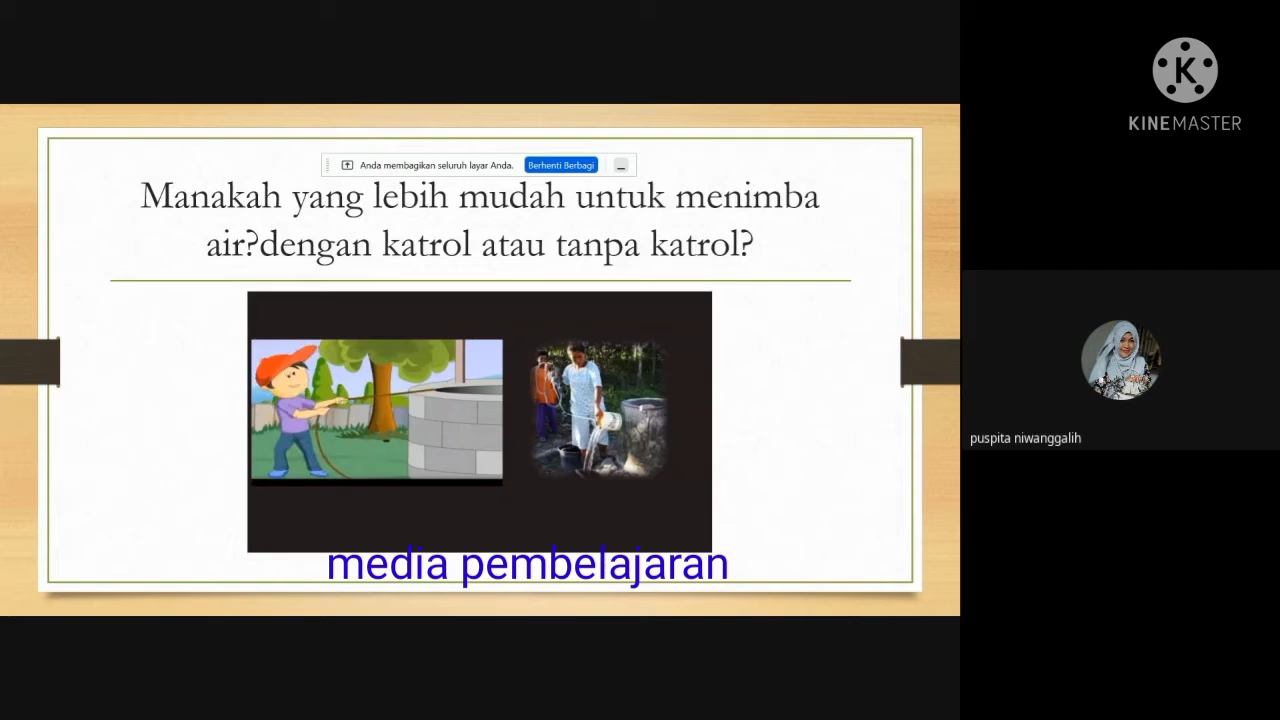 K
KINEMASTER
Anda membagikan seluruh layar Anda. Berhenti Berbagi
Manakah yang lebih mudah untuk menimba
air?dengan katrol atau tanpa katrol?
puspita niwanggalih
media pembelajaran